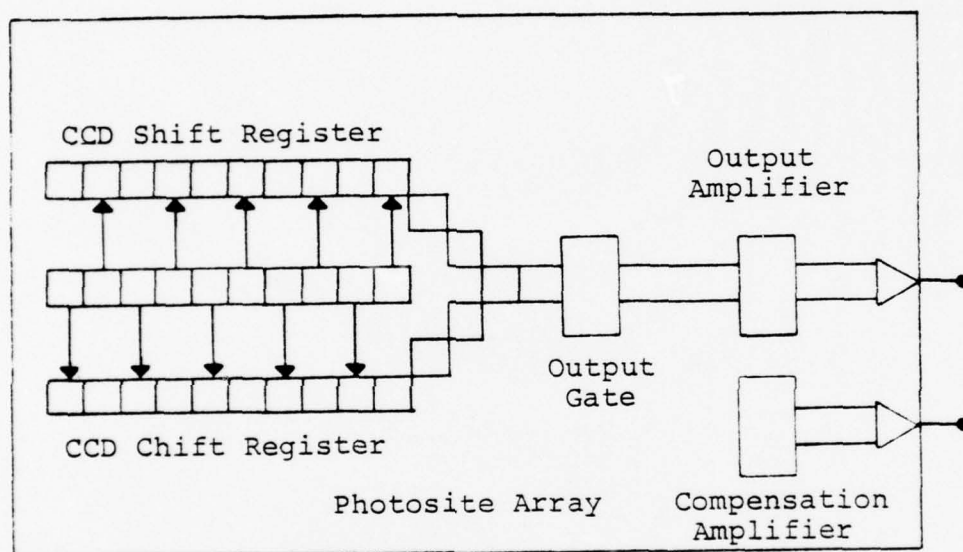 CCD Shift Register
Output
Amplifier
Output
Gate
CCD Chift Register
Photosite Array
Compensation
Amplifier